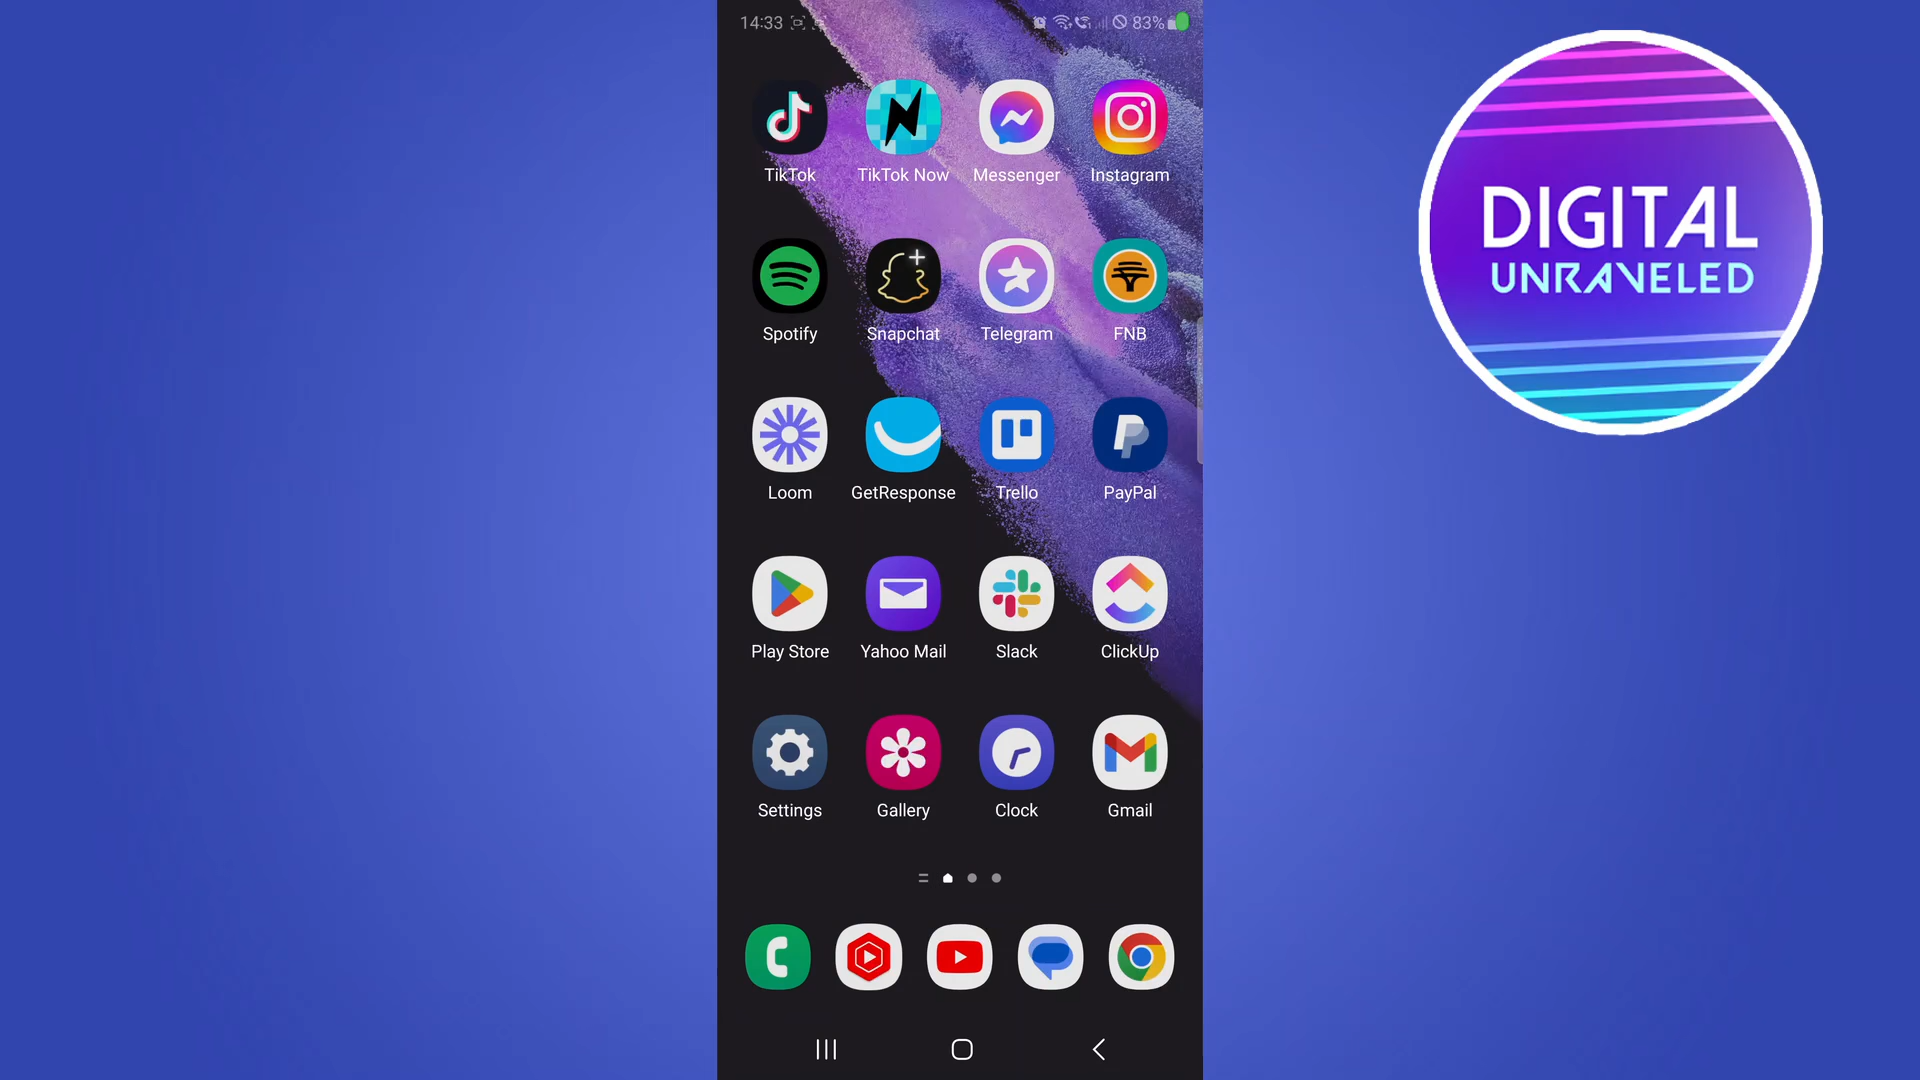 14:33
83%
TikTok
TikTok Now
Messenger
Instagram
Spotify
Snapchat
Telegram
FNB
Loom
GetResponse
Trello
PayPal
Play Store
Yahoo Mail
Slack
ClickUp
Settings
Gallery
Clock
Gmail
DIGITAL
UNRAVELED